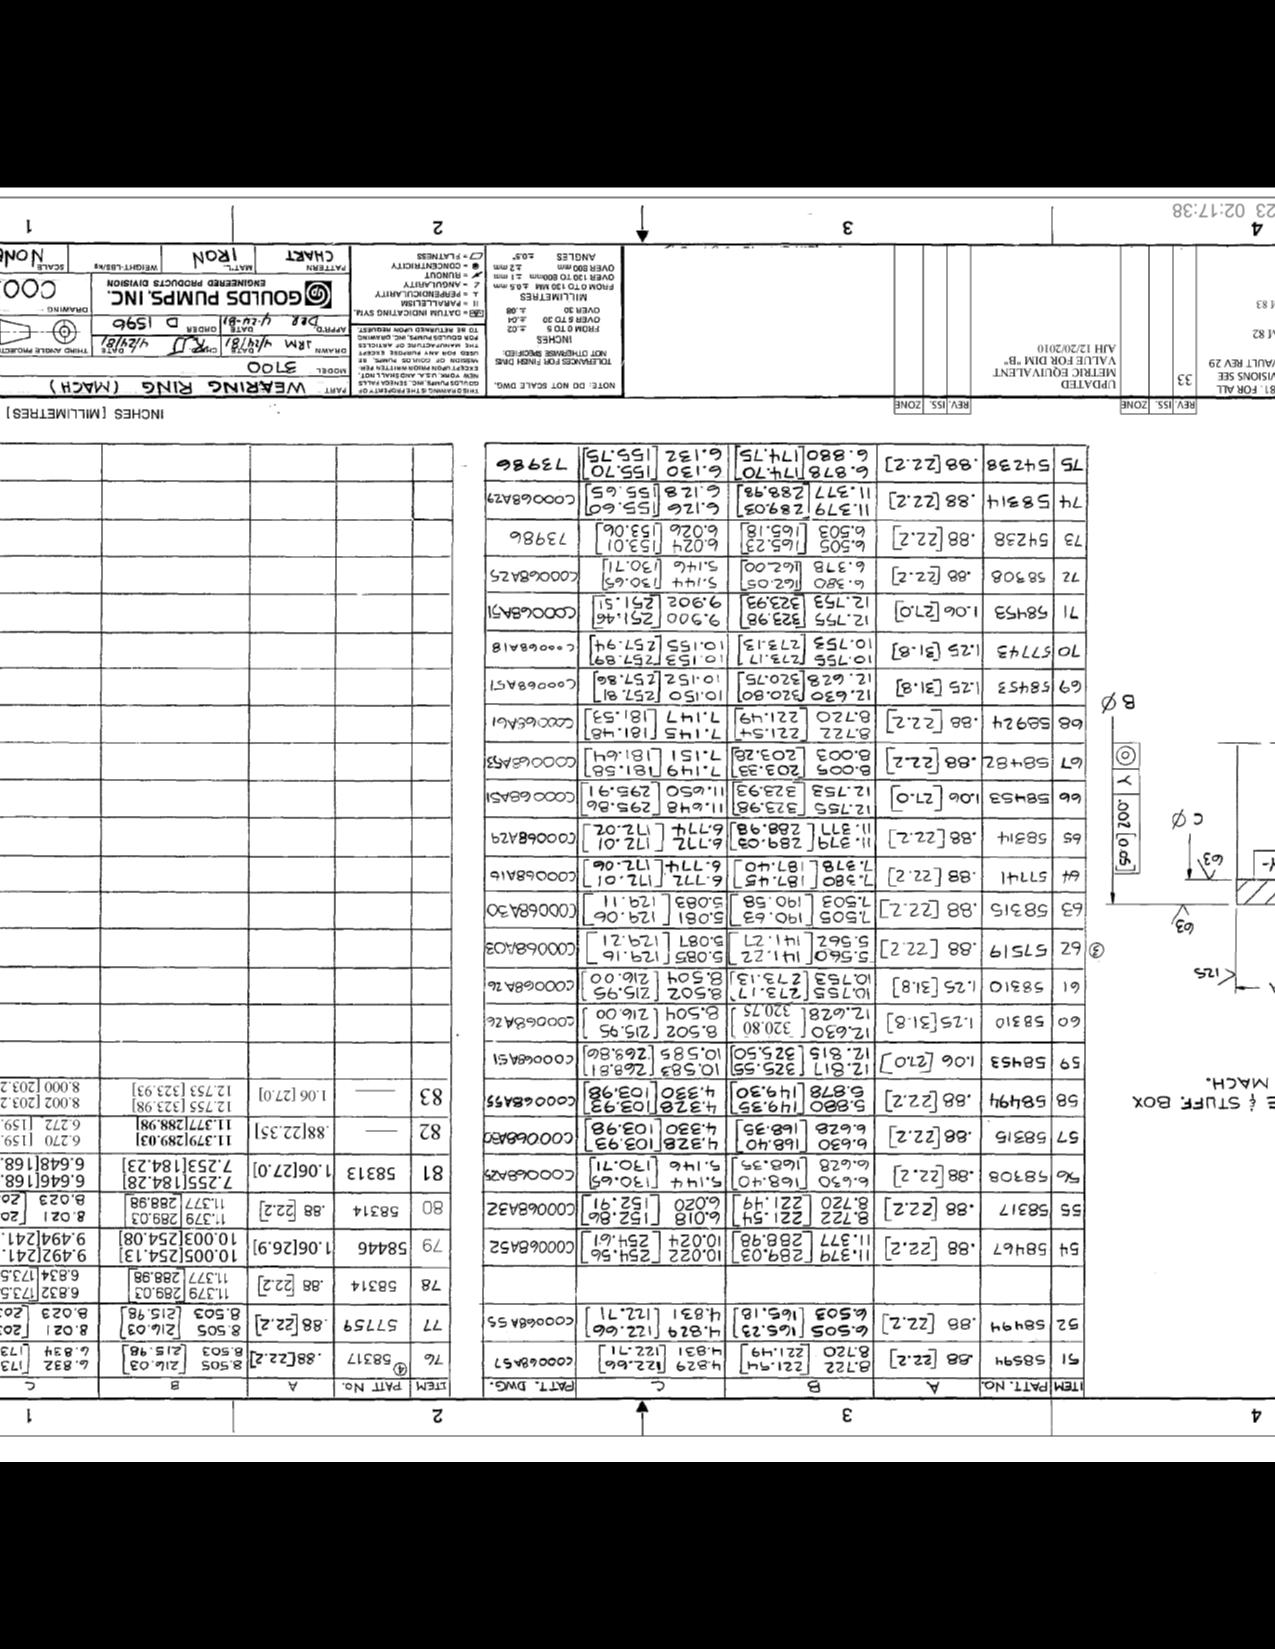 4 3 2 1
ITEM PATT. NO. A B C PATT. DWG.
51 58594 .88 [22.2] 8.722 [221.54] 4.829 [122.66] C00068A57
8.720 [221.49] 4.831 [122.71]
52 58494 .88 [22.2] 6.505 [165.23] 4.829 [122.66] C00068A55
6.503 [165.18] 4.831 [122.71]
54 58467 .88 [22.2] 11.379 [289.03] 10.022 [254.56] C00068A52
11.377 [288.98] 10.024 [254.61]
55 58317 .88 [22.2] 8.722 [221.54] 6.018 [152.86] C00068A32
8.720 [221.49] 6.020 [152.91]
56 58308 .88 [22.2] 6.630 [168.40] 5.144 [130.65] C00068A25
6.628 [168.35] 5.146 [130.71]
57 58315 .88 [22.2] 6.630 [168.40] 4.328 [103.93] C00068A30
6.628 [168.35] 4.330 [103.98]
58 58494 .88 [22.2] 5.880 [149.35] 4.328 [103.93] C00068A55
5.878 [149.30] 4.330 [103.98]
59 58453 1.06 [27.0] 12.817 [325.55] 10.583 [268.81] C00068A51
12.815 [325.50] 10.585 [268.86]
60 58310 1.25 [31.8] 12.630 [320.80] 8.502 [215.95] C00068A26
12.628 [320.75] 8.504 [216.00]
61 58310 1.25 [31.8] 10.755 [273.17] 8.502 [215.95] C00068A26
10.753 [273.13] 8.504 [216.00]
③ 62 57519 .88 [22.2] 5.560 [141.22] 5.085 [129.16] C00068A03
5.562 [141.27] 5.087 [129.21]
63 58315 .88 [22.2] 7.505 [190.63] 5.081 [129.06] C00068A30
7.503 [190.58] 5.083 [129.11]
64 57741 .88 [22.2] 7.380 [187.45] 6.772 [172.01] C00068A16
7.378 [187.40] 6.774 [172.06]
65 58314 .88 [22.2] 11.379 [289.03] 6.772 [172.01] C00068A29
11.377 [288.98] 6.774 [172.02]
66 58453 1.06 [27.0] 12.755 [323.98] 11.648 [295.86] C00068A51
12.753 [323.93] 11.650 [295.91]
67 58482 .88 [22.2] 8.005 [203.33] 7.149 [181.58] C00068A53
8.003 [203.28] 7.151 [181.64]
68 58924 .88 [22.2] 8.722 [221.54] 7.145 [181.48] C00068A61
8.720 [221.49] 7.147 [181.53]
69 58453 1.25 [31.8] 12.630 [320.80] 10.150 [257.81] C00068A51
12.628 [320.75] 10.152 [257.86]
70 57743 1.25 [31.8] 10.755 [273.17] 10.153 [257.89] C00068A18
10.753 [273.13] 10.155 [257.94]
71 58453 1.06 [27.0] 12.755 [323.98] 9.900 [251.46] C00068A51
12.753 [323.93] 9.902 [251.51]
72 58308 .88 [22.2] 6.380 [162.05] 5.144 [130.65] C00068A25
6.378 [162.00] 5.146 [130.71]
73 54238 .88 [22.2] 6.505 [165.23] 6.024 [153.01] 73986
6.503 [165.18] 6.026 [153.06]
74 58314 .88 [22.2] 11.379 [289.03] 6.126 [155.60] C00068A29
11.377 [288.98] 6.128 [155.65]
75 54238 .88 [22.2] 6.878 [174.70] 6.130 [155.70] 73986
6.880 [174.75] 6.132 [155.75]
ITEM PATT NO. A B C
76 ④ 58317 .88 [22.2] 8.505 [216.03] 6.832 [173
8.503 [215.98] 6.834 [173
77 57759 .88 [22.2] 8.505 [216.03] 8.021 [203
8.503 [215.98] 8.023 [203
78 58314 .88 [22.2] 11.379 [289.03] 6.832 [173.5
11.377 [288.98] 6.834 [173.5
79 58446 1.06 [26.9] 10.005 [254.13] 9.492 [241.
10.003 [254.08] 9.494 [241.
80 58314 .88 [22.2] 11.379 [289.03] 8.021 [20
11.377 [288.98] 8.023 [20
81 58313 1.06 [27.0] 7.255 [184.28] 6.646 [168.
7.253 [184.23] 6.648 [168.
82 — .88 [22.35] 11.379 [289.03] 6.270 [159.
11.377 [288.98] 6.272 [159.
83 — 1.06 [27.0] 12.755 [323.98] 8.002 [203.2
12.753 [323.93] 8.000 [203.2
E & STUFF. BOX
MACH.
125
63
63
C Ø
B Ø
◎ Y .002 [0.05]
INCHES [MILLIMETRES]
REV. ISS. ZONE
REV. ISS. ZONE
81. FOR ALL
VISIONS SEE
VAULT REV 29
M 82
M 83
33
UPDATED
METRIC EQUIVALENT
VALUE FOR DIM "B"
AJH 12/20/2010
NOTE: DO NOT SCALE DWG.
TOLERANCES FOR FINISH DIMS
NOT OTHERWISE SPECIFIED.
INCHES
FROM 0 TO 5 ±.02
OVER 5 TO 30 ±.04
OVER 30 ±.08
MILLIMETRES
FROM 0 TO 130 MM ±0.5 mm
OVER 130 TO 800mm ±1 mm
OVER 800 mm ±2 mm
ANGLES ±0.5°
THIS DRAWING IS THE PROPERTY OF
GOULDS PUMPS, INC., SENECA FALLS
NEW YORK, U.S.A. AND SHALL NOT,
EXCEPT UPON PRIOR WRITTEN PER-
MISSION OF GOULDS PUMPS, BE
USED FOR ANY PURPOSE EXCEPT
THE MANUFACTURE OF ARTICLES
FOR GOULDS PUMPS, INC. DRAWING
TO BE RETURNED UPON REQUEST.
= DATUM INDICATING SYM.
= PARALLELISM
= PERPENDICULARITY
= ANGULARITY
= RUNOUT
= CONCENTRICITY
= FLATNESS
PART WEARING RING (MACH)
MODEL 3700
DRAWN JRM DATE 4/14/81 CHK'D DATE 4/24/81 THIRD ANGLE PROJECTI
APPR'D. DATE 4-24-81 ORDER 1596 D
GOULDS PUMPS, INC.
ENGINEERED PRODUCTS DIVISION
DRAWING
C00
PATTERN CHART MAT'L. IRON WEIGHT-LBS/kg SCALE NONE
4 3 2 1
23 02:17:38